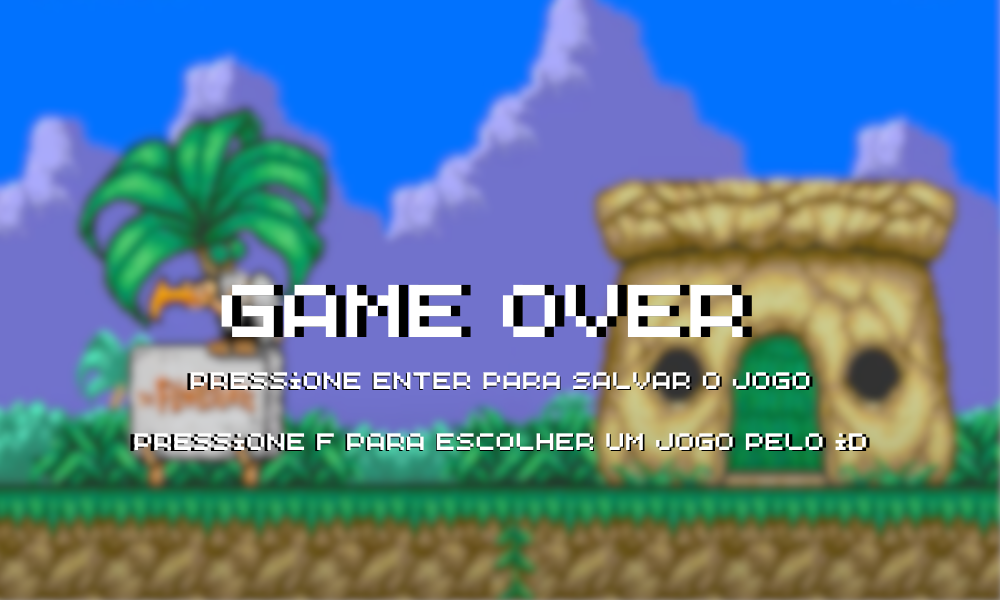 GAME OVER
PRESSiONE ENTER PARA SALVAR O JOGO
PRESSiONE F PARA ESCOLHER UM JOGO PELO iD